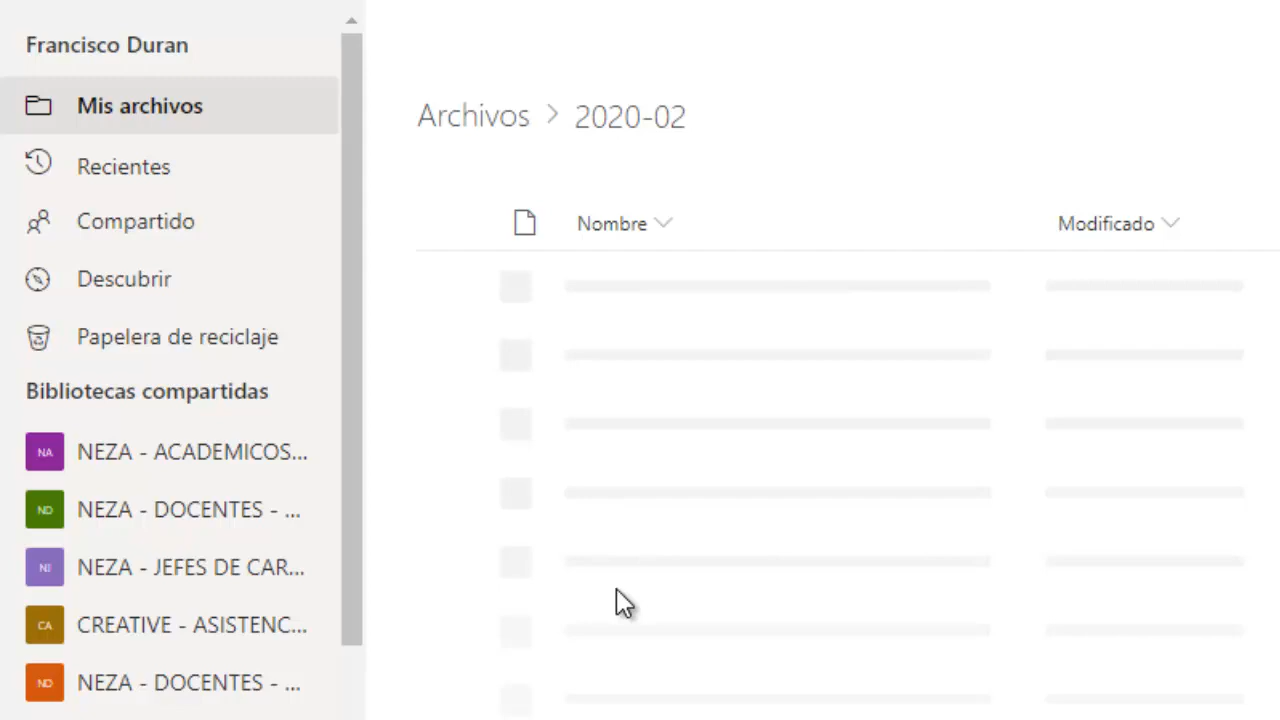 Francisco Duran
Mis archivos
Recientes
Compartido
Descubrir
Papelera de reciclaje
Bibliotecas compartidas
NA NEZA - ACADEMICOS...
ND NEZA - DOCENTES - ...
NJ NEZA - JEFES DE CAR...
CA CREATIVE - ASISTENC...
ND NEZA - DOCENTES - ...
Archivos > 2020-02
Nombre
Modificado